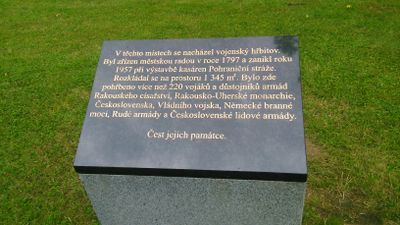 V těchto místech se nacházel vojenský hřbitov.
Byl zřízen městskou radou v roce 1797 a zanikl roku
1957 při výstavbě kasáren Pohraniční stráže.
Rozkládal se na prostoru 1 345 m². Bylo zde
pohřbeno více než 220 vojáků a důstojníků armád
Rakouského císařství, Rakousko-Uherské monarchie,
Československa, Vládního vojska, Německé branné
moci, Rudé armády a Československé lidové armády.
Čest jejich památce.